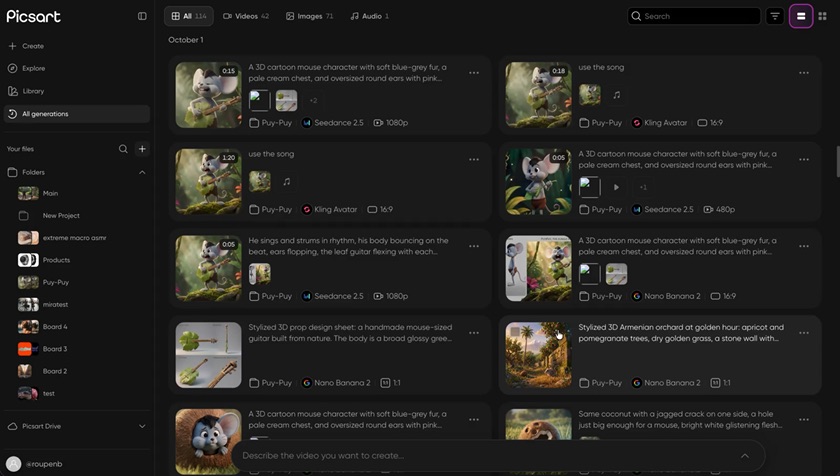 Picsart
All 114
Videos 42
Images 71
Audio 1
Search
Create
Explore
Library
All generations
Your files
Folders
Main
New Project
extreme macro asmr
Products
Puy-Puy
miratest
Board 4
Board 3
Board 2
test
Picsart Drive
@roupenb
October 1
0:15
A 3D cartoon mouse character with soft blue-grey fur, a
pale cream chest, and oversized round ears with pink...
+2
Puy-Puy
Seedance 2.5
1080p
0:18
use the song
Puy-Puy
Kling Avatar
16:9
1:20
use the song
Puy-Puy
Kling Avatar
16:9
0:05
A 3D cartoon mouse character with soft blue-grey fur, a
pale cream chest, and oversized round ears with pink...
+1
Puy-Puy
Seedance 2.5
480p
0:05
He sings and strums in rhythm, his body bouncing on the
beat, ears flopping, the leaf guitar flexing with each...
Puy-Puy
Seedance 2.5
1080p
A 3D cartoon mouse character with soft blue-grey fur, a
pale cream chest, and oversized round ears with pink...
Puy-Puy
Nano Banana 2
16:9
Stylized 3D prop design sheet: a handmade mouse-sized
guitar built from nature. The body is a broad glossy gree...
Puy-Puy
Nano Banana 2
1:1
Stylized 3D Armenian orchard at golden hour: apricot and
pomegranate trees, dry golden grass, a stone wall with...
Puy-Puy
Nano Banana 2
1:1
A 3D cartoon mouse character with soft blue-grey fur, a
pale cream chest, and oversized round ears with pink...
Same coconut with a jagged crack on one side, a hole
just big enough for a mouse, bright white glistening flesh...
Describe the video you want to create...